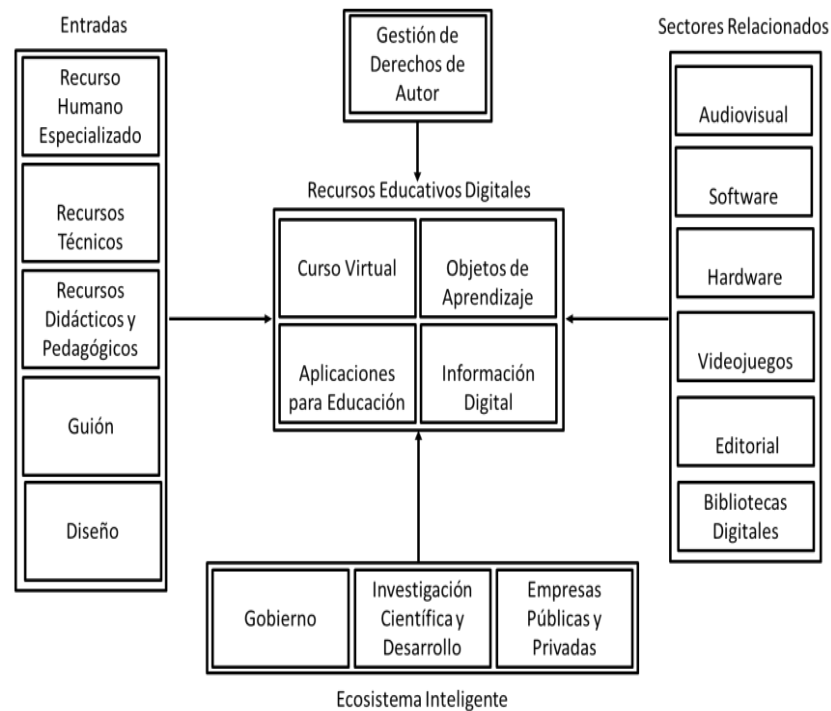 Entradas
Recurso
Humano
Especializado
Recursos
Técnicos
Recursos
Didácticos y
Pedagógicos
Guión
Diseño
Gestión de
Derechos de
Autor
Recursos Educativos Digitales
Curso Virtual
Objetos de
Aprendizaje
Aplicaciones
para Educación
Información
Digital
Sectores Relacionados
Audiovisual
Software
Hardware
Videojuegos
Editorial
Bibliotecas
Digitales
Gobierno
Investigación
Científica y
Desarrollo
Empresas
Públicas y
Privadas
Ecosistema Inteligente